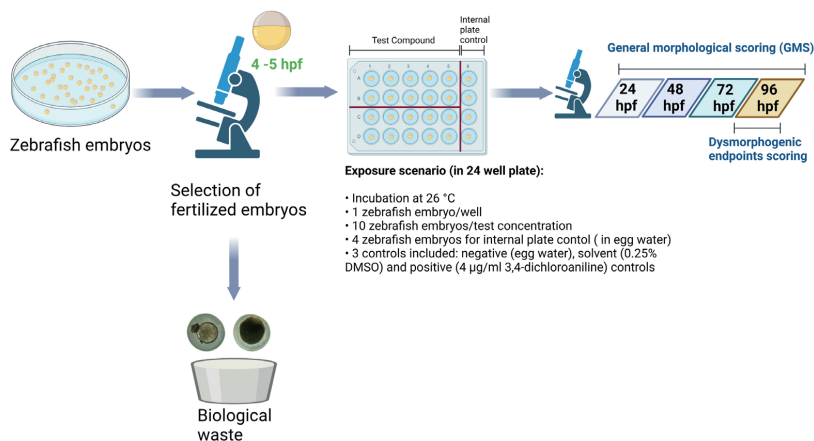 Zebrafish embryos
4 -5 hpf
Selection of
fertilized embryos
Biological
waste
Test Compound
Internal
plate
control
1 2 3 4 5 6
A
B
C
D
Exposure scenario (in 24 well plate):
• Incubation at 26 °C
• 1 zebrafish embryo/well
• 10 zebrafish embryos/test concentration
• 4 zebrafish embryos for internal plate contol ( in egg water)
• 3 controls included: negative (egg water), solvent (0.25%
DMSO) and positive (4 µg/ml 3,4-dichloroaniline) controls
General morphological scoring (GMS)
24
hpf
48
hpf
72
hpf
96
hpf
Dysmorphogenic
endpoints scoring